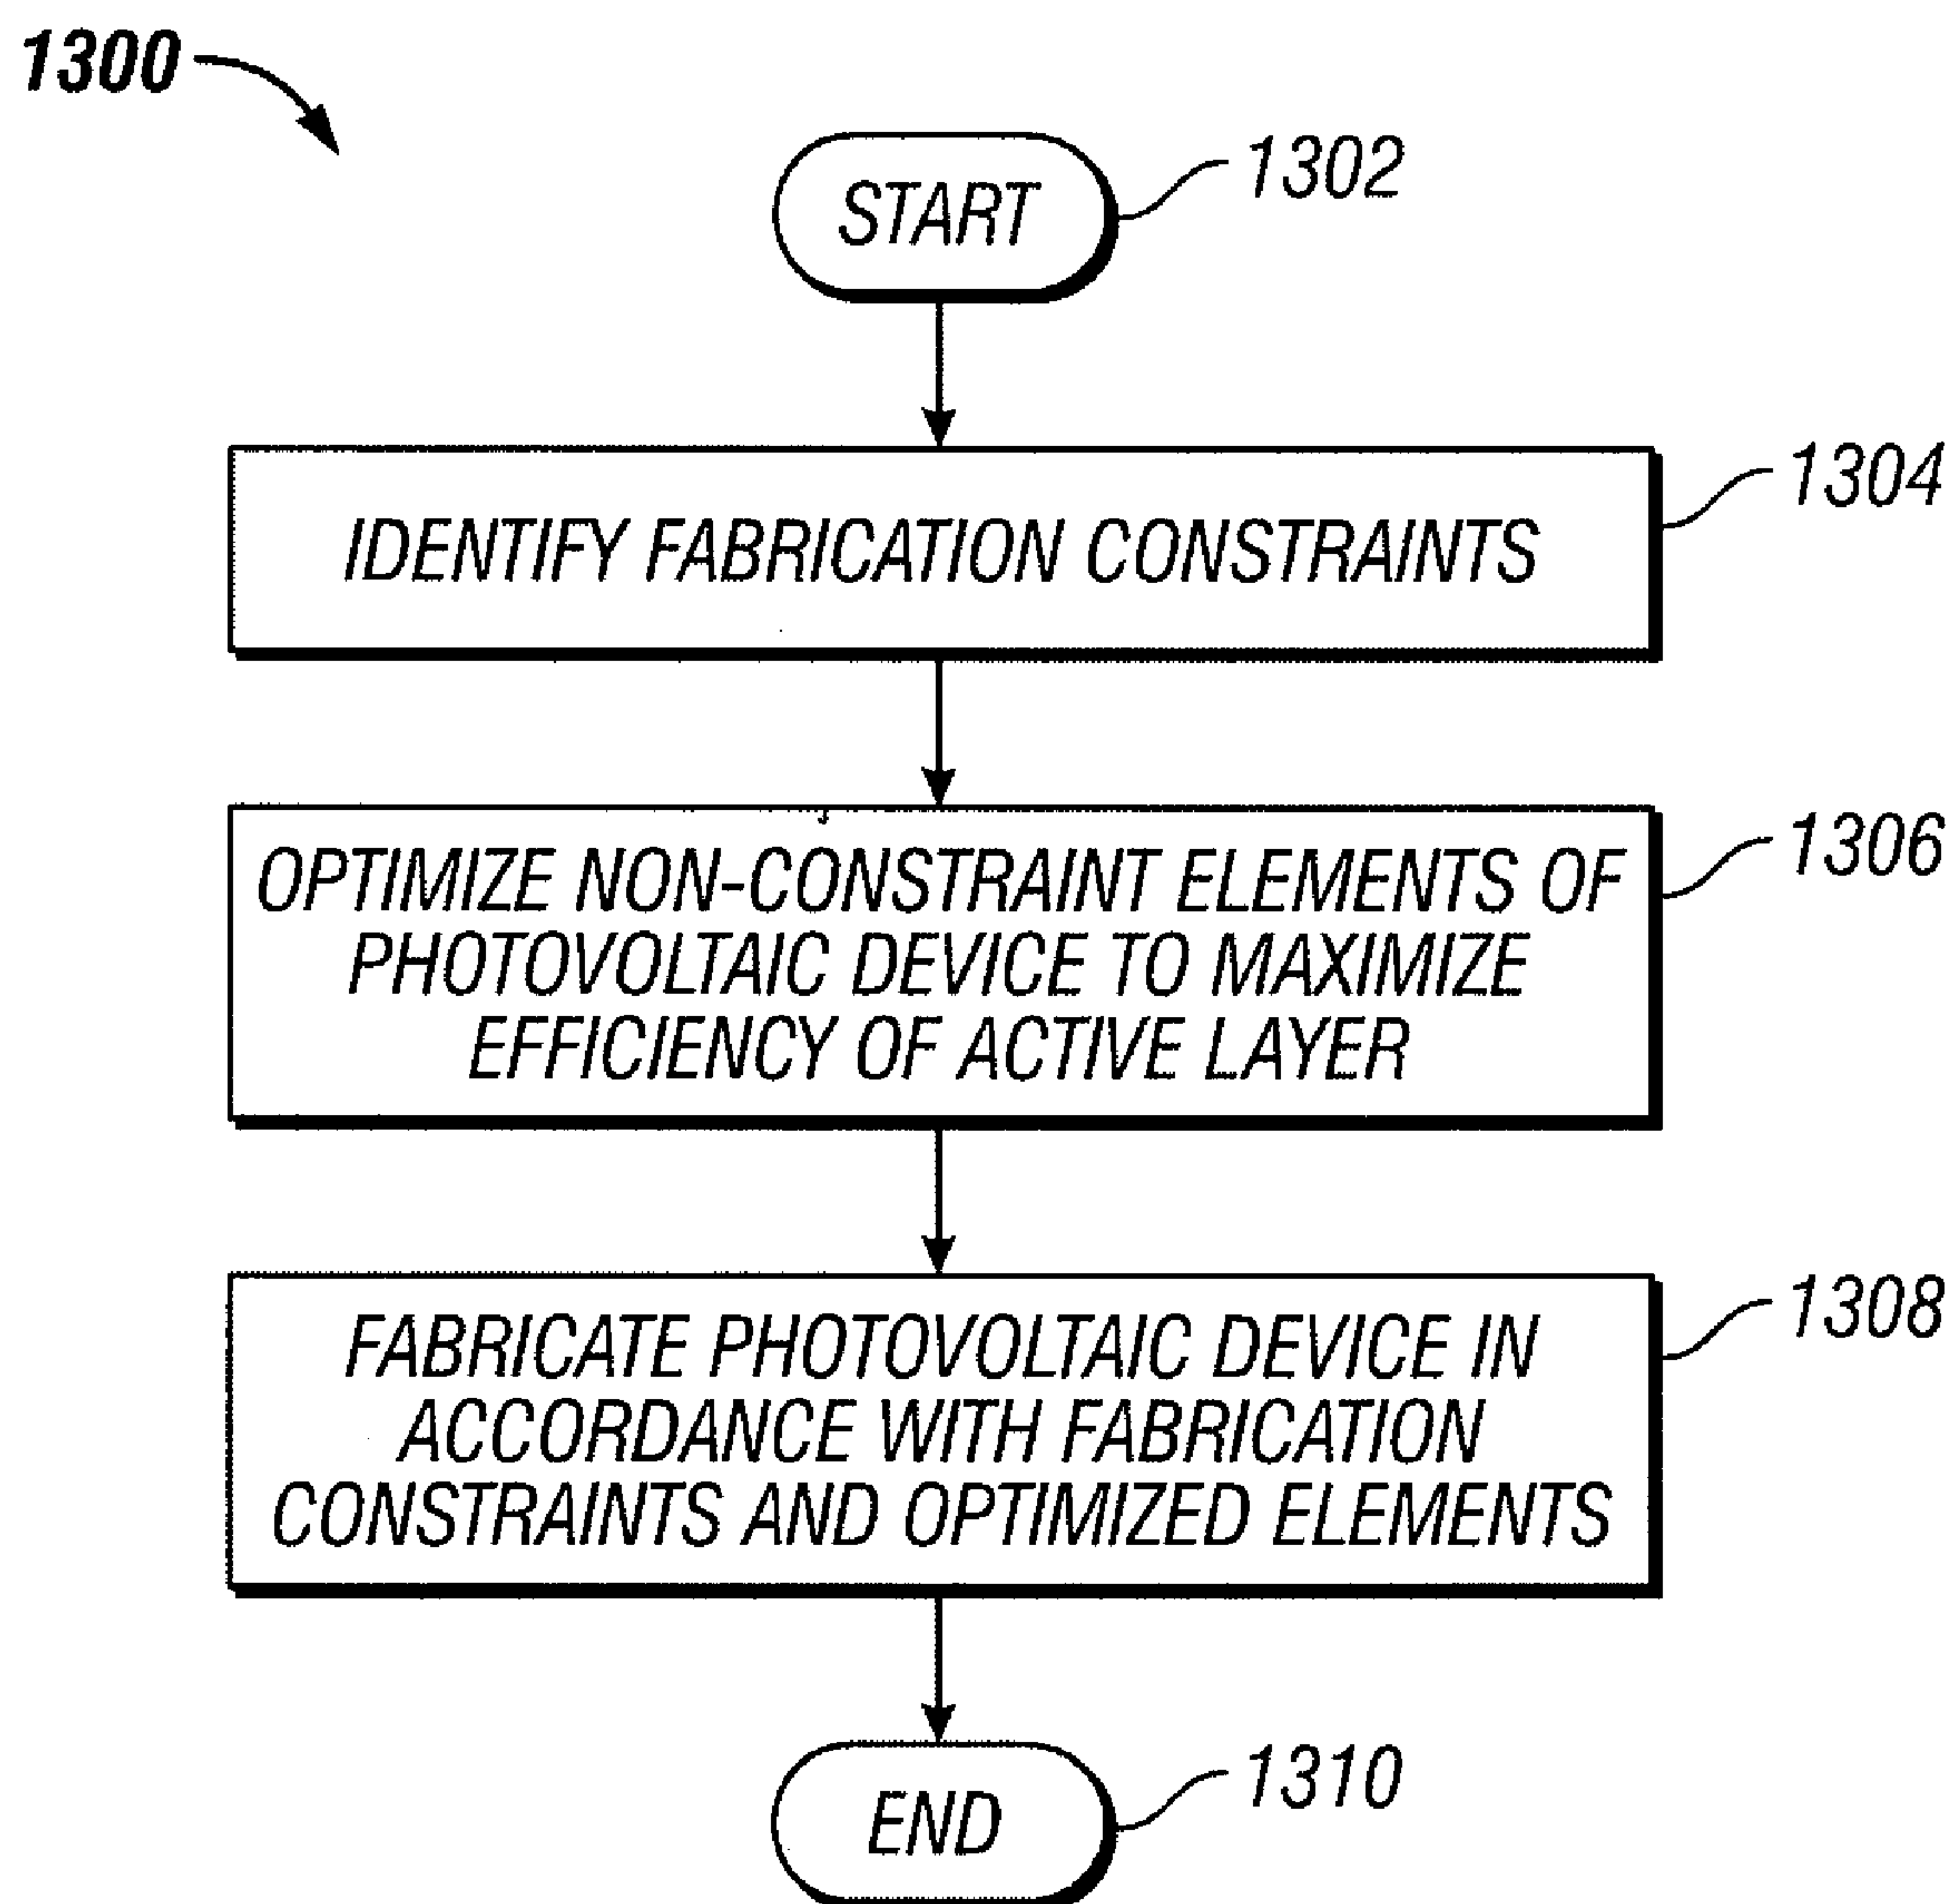 1300
START
1302
IDENTIFY FABRICATION CONSTRAINTS
1304
OPTIMIZE NON-CONSTRAINT ELEMENTS OF
PHOTOVOLTAIC DEVICE TO MAXIMIZE
EFFICIENCY OF ACTIVE LAYER
1306
FABRICATE PHOTOVOLTAIC DEVICE IN
ACCORDANCE WITH FABRICATION
CONSTRAINTS AND OPTIMIZED ELEMENTS
1308
END
1310